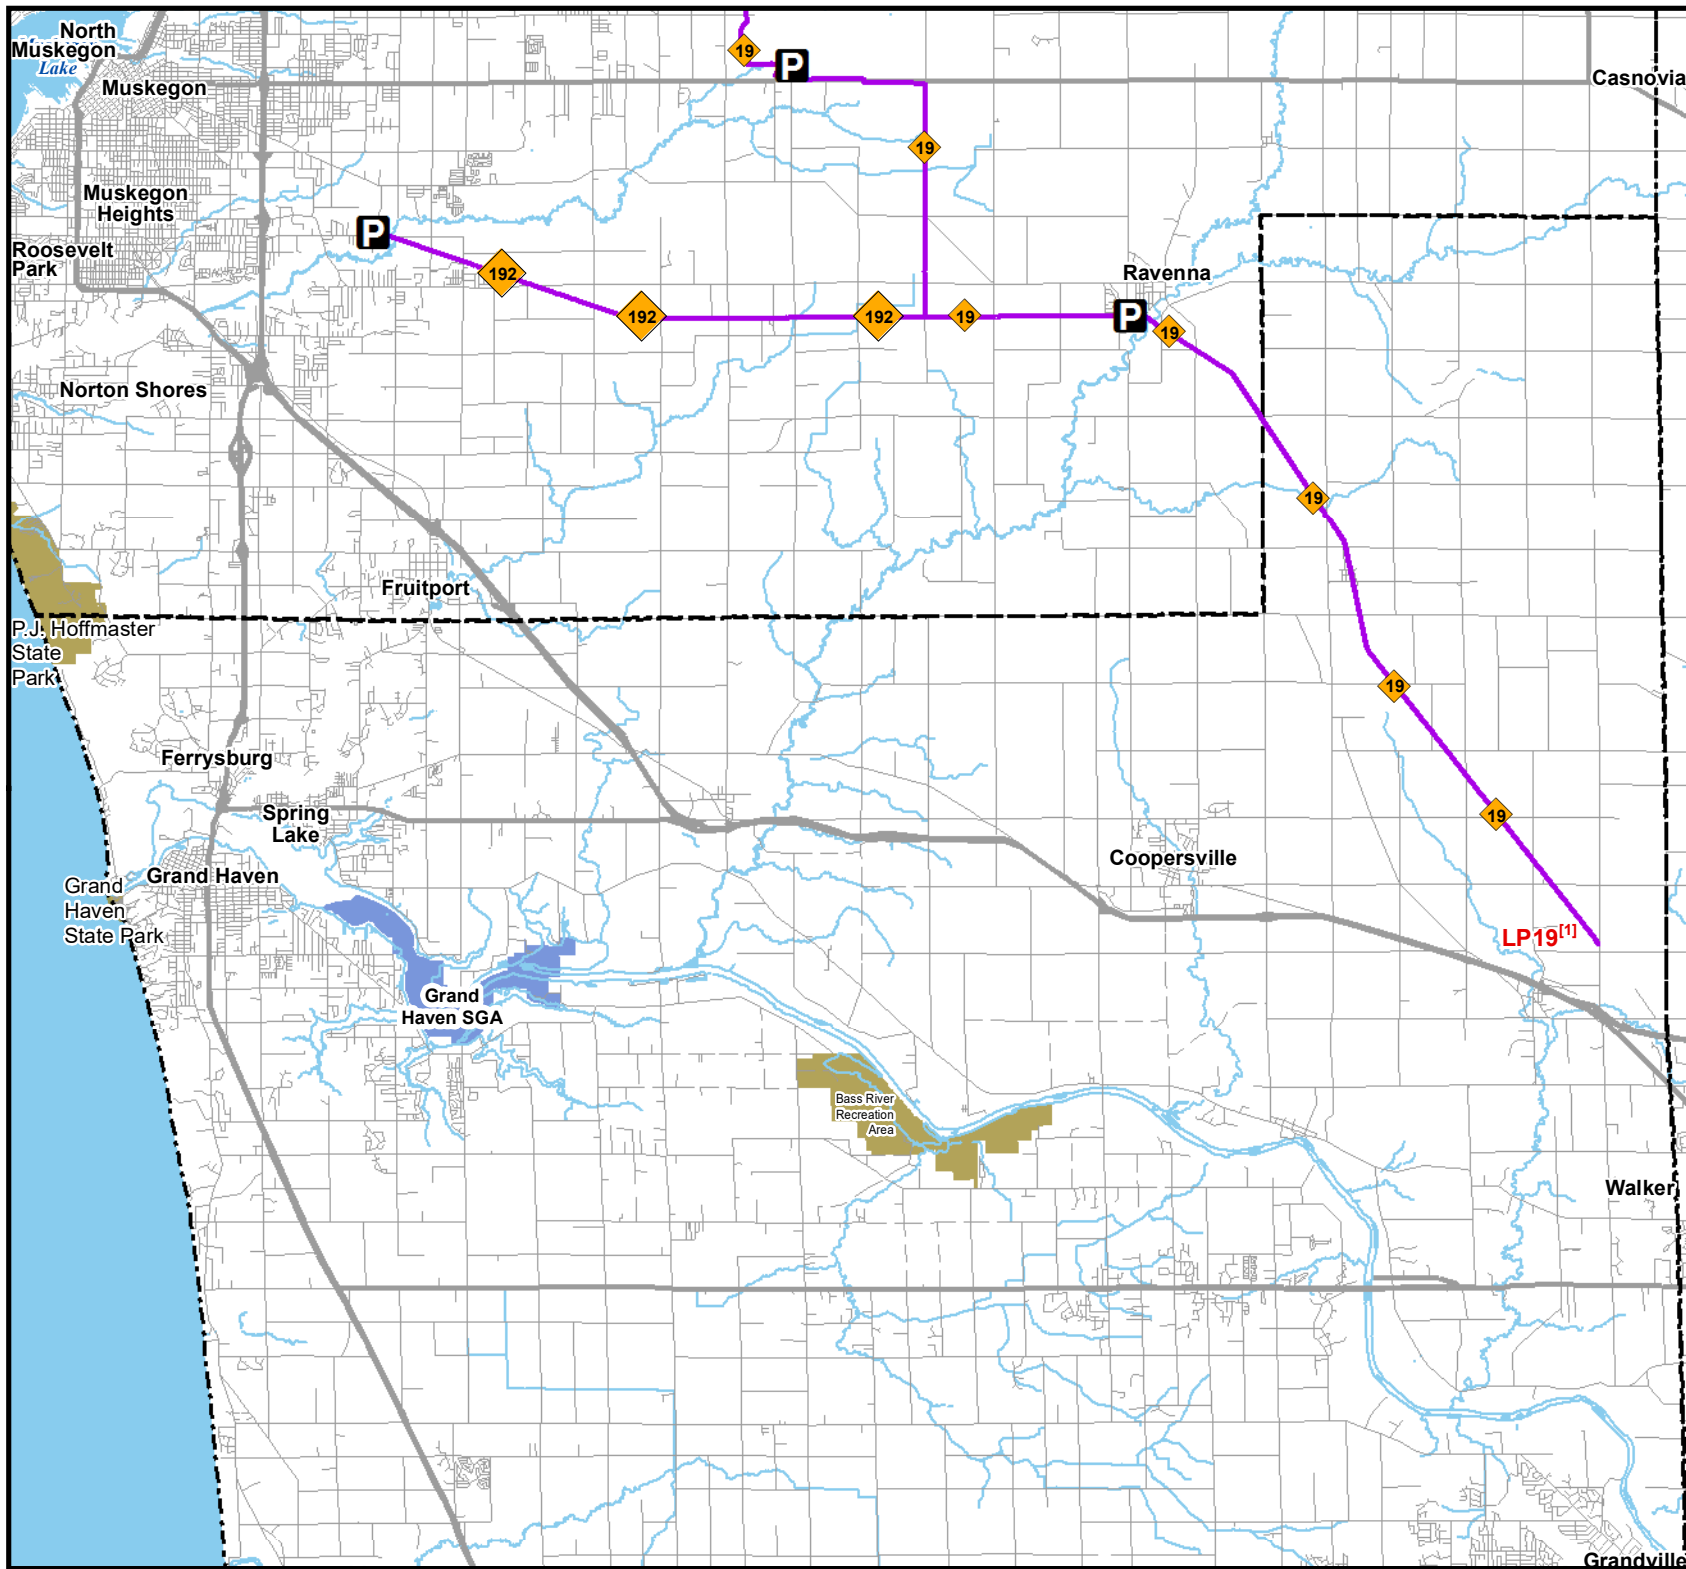 North
Muskegon
Lake
Muskegon
19
P
Casnovia
19
Muskegon
Heights
P
Roosevelt
Park
192
192
192
19
Ravenna
P
19
Norton Shores
19
Fruitport
P.J. Hoffmaster
State
Park
19
Ferrysburg
Spring
Lake
19
Coopersville
Grand Haven
Grand
Haven
State Park
LP19[1]
Grand
Haven SGA
Bass River
Recreation
Area
Walker
Grandville